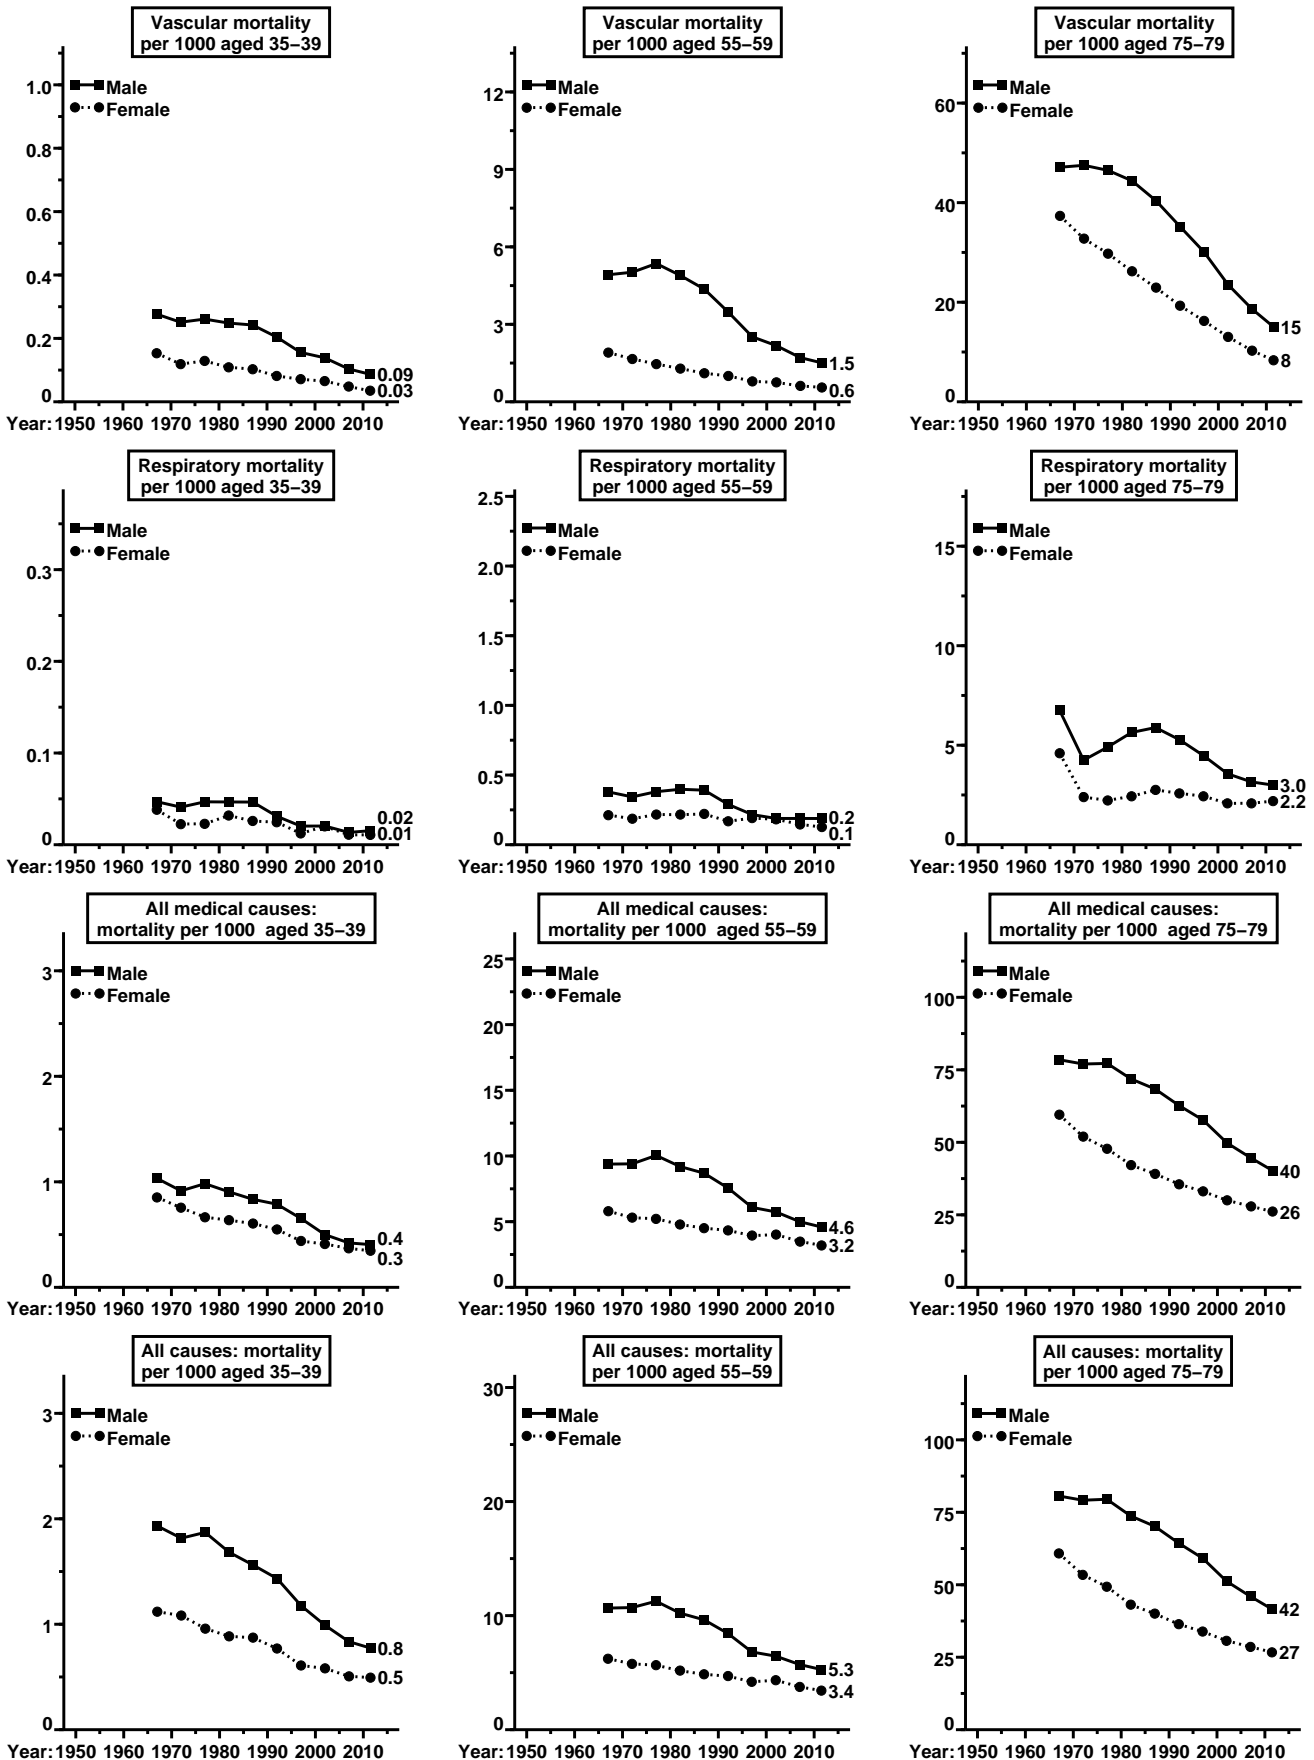 Vascular mortality
per 1000 aged 35–39
1.0
0.8
0.6
0.4
0.2
0
Male
Female
0.09
0.03
Year: 1950 1960 1970 1980 1990 2000 2010
Vascular mortality
per 1000 aged 55–59
12
9
6
3
0
Male
Female
1.5
0.6
Year: 1950 1960 1970 1980 1990 2000 2010
Vascular mortality
per 1000 aged 75–79
60
40
20
0
Male
Female
15
8
Year: 1950 1960 1970 1980 1990 2000 2010
Respiratory mortality
per 1000 aged 35–39
0.3
0.2
0.1
0
Male
Female
0.02
0.01
Year: 1950 1960 1970 1980 1990 2000 2010
Respiratory mortality
per 1000 aged 55–59
2.5
2.0
1.5
1.0
0.5
0
Male
Female
0.2
0.1
Year: 1950 1960 1970 1980 1990 2000 2010
Respiratory mortality
per 1000 aged 75–79
15
10
5
0
Male
Female
3.0
2.2
Year: 1950 1960 1970 1980 1990 2000 2010
All medical causes:
mortality per 1000 aged 35–39
3
2
1
0
Male
Female
0.4
0.3
Year: 1950 1960 1970 1980 1990 2000 2010
All medical causes:
mortality per 1000 aged 55–59
25
20
15
10
5
0
Male
Female
4.6
3.2
Year: 1950 1960 1970 1980 1990 2000 2010
All medical causes:
mortality per 1000 aged 75–79
100
75
50
25
0
Male
Female
40
26
Year: 1950 1960 1970 1980 1990 2000 2010
All causes: mortality
per 1000 aged 35–39
3
2
1
0
Male
Female
0.8
0.5
Year: 1950 1960 1970 1980 1990 2000 2010
All causes: mortality
per 1000 aged 55–59
30
20
10
0
Male
Female
5.3
3.4
Year: 1950 1960 1970 1980 1990 2000 2010
All causes: mortality
per 1000 aged 75–79
100
75
50
25
0
Male
Female
42
27
Year: 1950 1960 1970 1980 1990 2000 2010